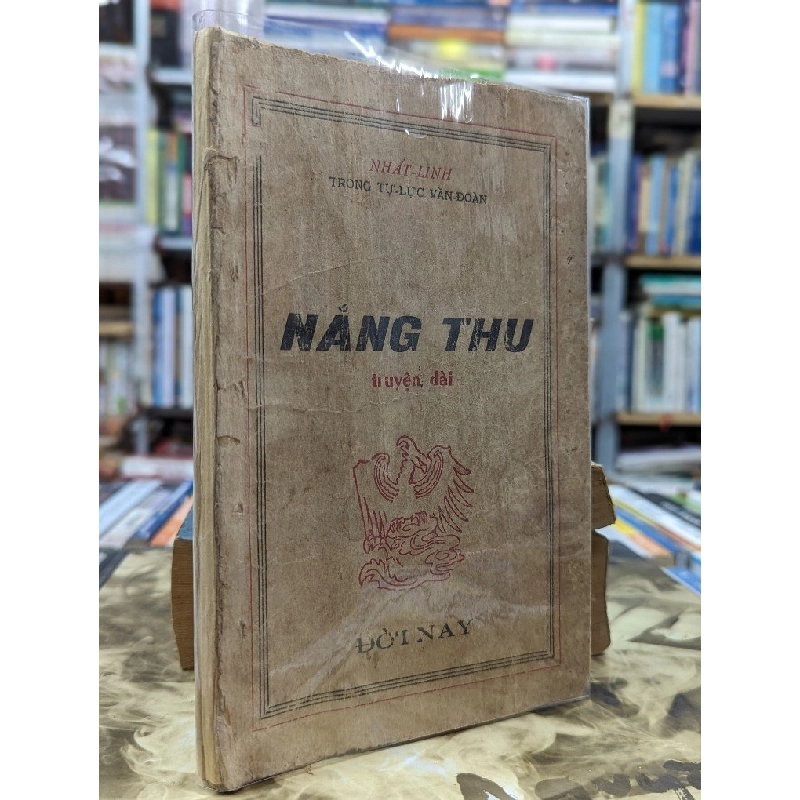 NHẤT-LINH
TRONG TỰ-LỰC VĂN-ĐOÀN
NẮNG THU
truyện dài
ĐỜI NAY